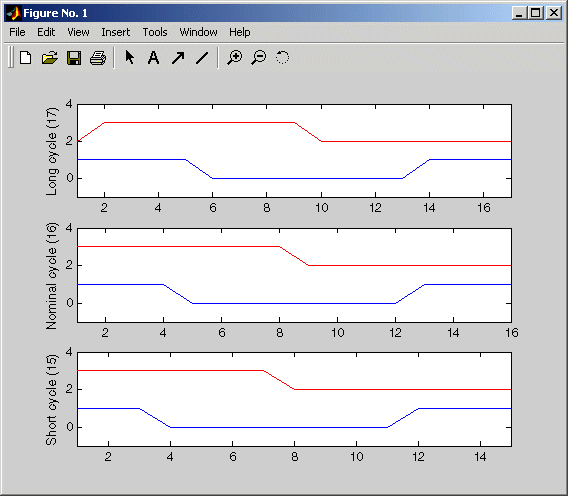 Figure No. 1
File Edit View Insert Tools Window Help
A
Long cycle (17)
4
2
0
2 4 6 8 10 12 14 16
Nominal cycle (16)
4
2
0
2 4 6 8 10 12 14 16
Short cycle (15)
4
2
0
2 4 6 8 10 12 14